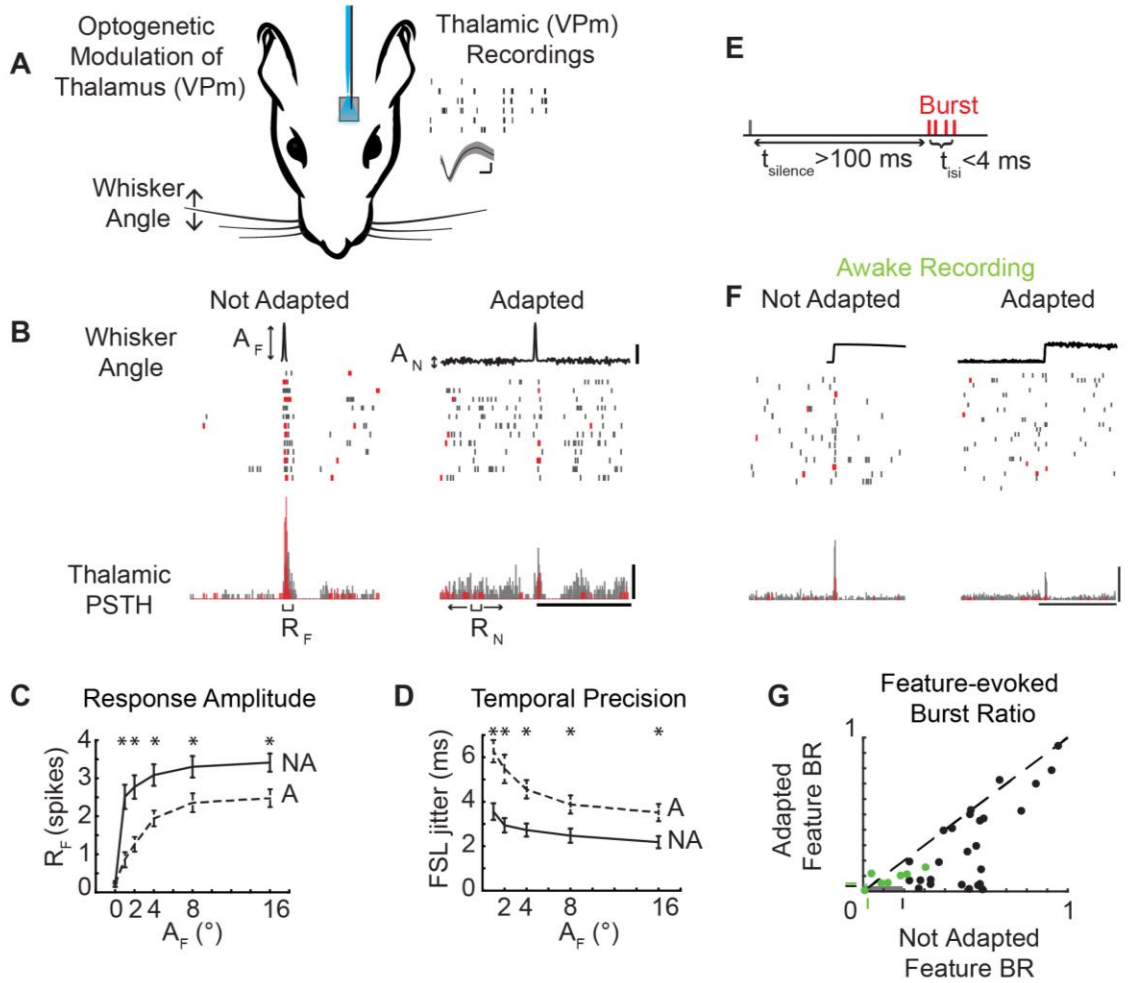 A
Optogenetic
Modulation of
Thalamus (VPm)
Thalamic (VPm)
Recordings
Whisker
Angle
E
Burst
t silence >100 ms
t isi <4 ms
B
Not Adapted
Adapted
Whisker
Angle
A F
A N
Thalamic
PSTH
R F
R N
Awake Recording
F
Not Adapted
Adapted
C
Response Amplitude
* * * * *
R F (spikes)
4
3
2
1
0
NA
A
0 2 4 8 16
A F (°)
D
Temporal Precision
* * * * *
FSL jitter (ms)
6
4
2
0
A
NA
2 4 8 16
A F (°)
G
Feature-evoked
Burst Ratio
Adapted
Feature BR
1
0
1
Not Adapted
Feature BR